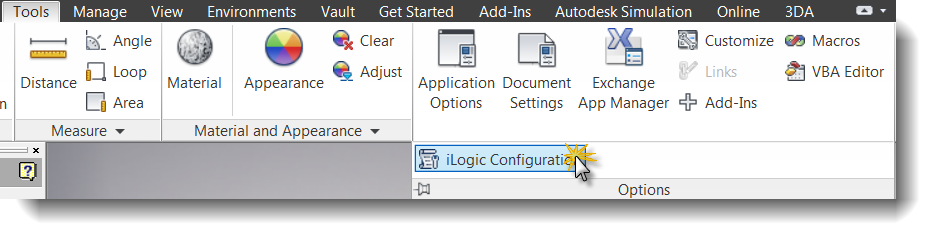 Tools Manage View Environments Vault Get Started Add-Ins Autodesk Simulation Online 3DA
Distance
Angle
Loop
Area
Measure
Material
Appearance
Clear
Adjust
Material and Appearance
Application
Options
Document
Settings
Exchange
App Manager
Customize
Links
Add-Ins
Macros
VBA Editor
iLogic Configuratio
Options